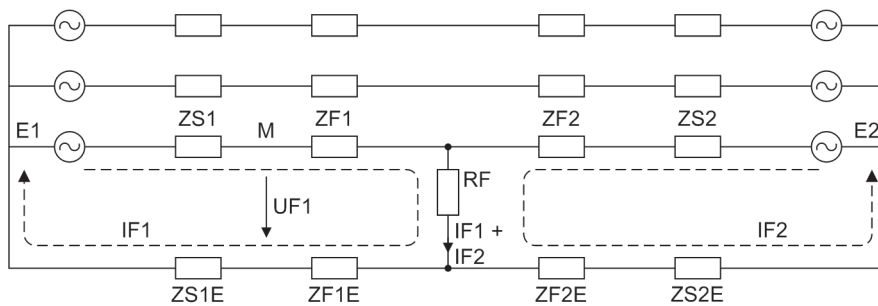 ZS1 ZF1 ZF2 ZS2
E1 M E2
RF
UF1
IF1 IF1 + IF2
IF2
ZS1E ZF1E ZF2E ZS2E